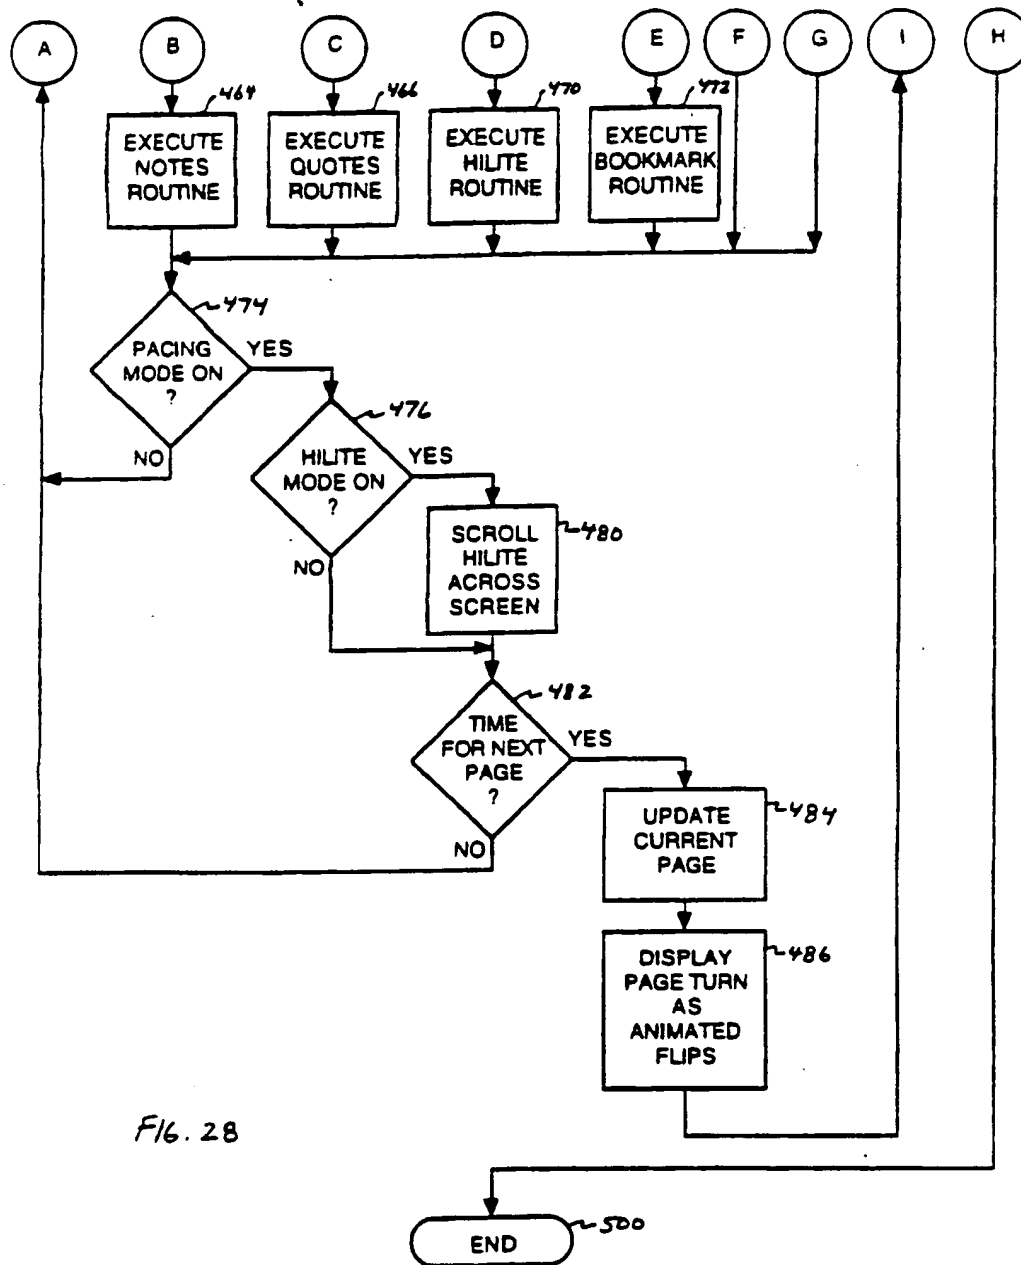 A B C D E F G I H
464 466 470 472
EXECUTE
NOTES
ROUTINE
EXECUTE
QUOTES
ROUTINE
EXECUTE
HILITE
ROUTINE
EXECUTE
BOOKMARK
ROUTINE
474
PACING
MODE ON
?
YES
NO
476
HILITE
MODE ON
?
YES
NO
480
SCROLL
HILITE
ACROSS
SCREEN
482
TIME
FOR NEXT
PAGE
?
YES
NO
484
UPDATE
CURRENT
PAGE
486
DISPLAY
PAGE TURN
AS
ANIMATED
FLIPS
FIG. 28
500
END